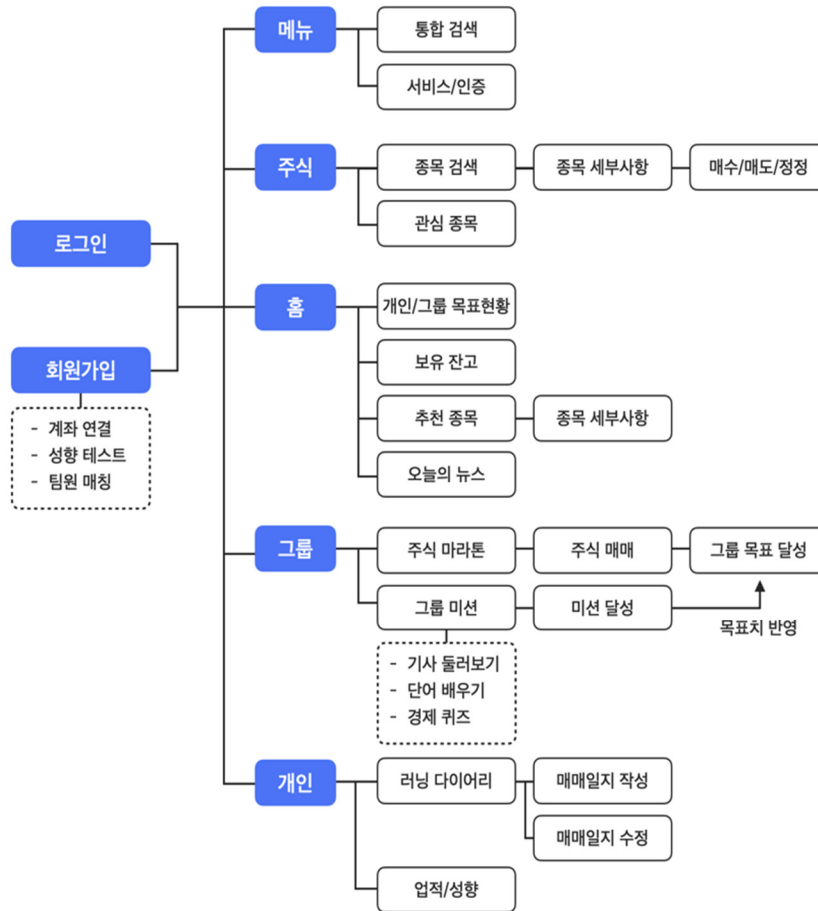 메뉴
통합 검색
서비스/인증
주식
종목 검색
종목 세부사항
매수/매도/정정
관심 종목
로그인
회원가입
- 계좌 연결
- 성향 테스트
- 팀원 매칭
홈
개인/그룹 목표현황
보유 잔고
추천 종목
종목 세부사항
오늘의 뉴스
그룹
주식 마라톤
주식 매매
그룹 목표 달성
그룹 미션
미션 달성
목표치 반영
- 기사 둘러보기
- 단어 배우기
- 경제 퀴즈
개인
러닝 다이어리
매매일지 작성
매매일지 수정
업적/성향